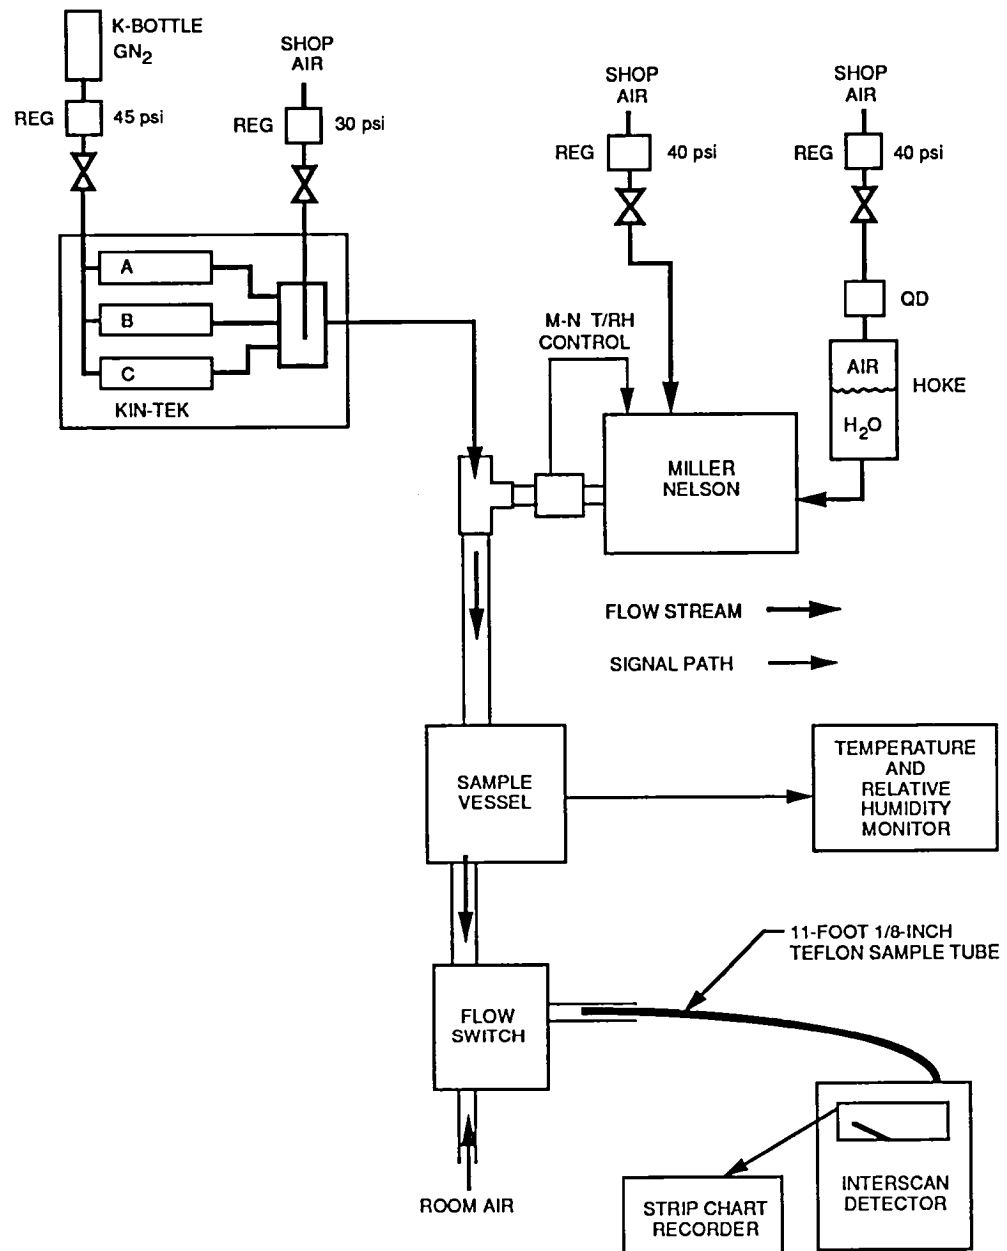 K-BOTTLE
GN2
REG
45 psi
SHOP
AIR
REG
30 psi
SHOP
AIR
REG
40 psi
SHOP
AIR
REG
40 psi
A
B
C
KIN-TEK
M-N T/RH
CONTROL
QD
AIR
H2O
HOKE
MILLER
NELSON
FLOW STREAM
SIGNAL PATH
SAMPLE
VESSEL
TEMPERATURE
AND
RELATIVE
HUMIDITY
MONITOR
11-FOOT 1/8-INCH
TEFLON SAMPLE TUBE
FLOW
SWITCH
ROOM AIR
STRIP CHART
RECORDER
INTERSCAN
DETECTOR